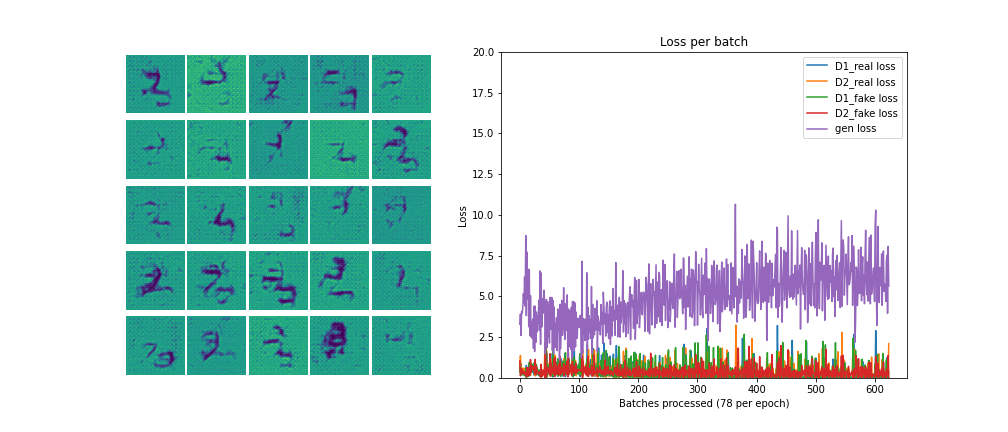 Loss per batch
20.0
17.5
15.0
12.5
10.0
7.5
5.0
2.5
0.0
Loss
D1_real loss
D2_real loss
D1_fake loss
D2_fake loss
gen loss
0 100 200 300 400 500 600
Batches processed (78 per epoch)